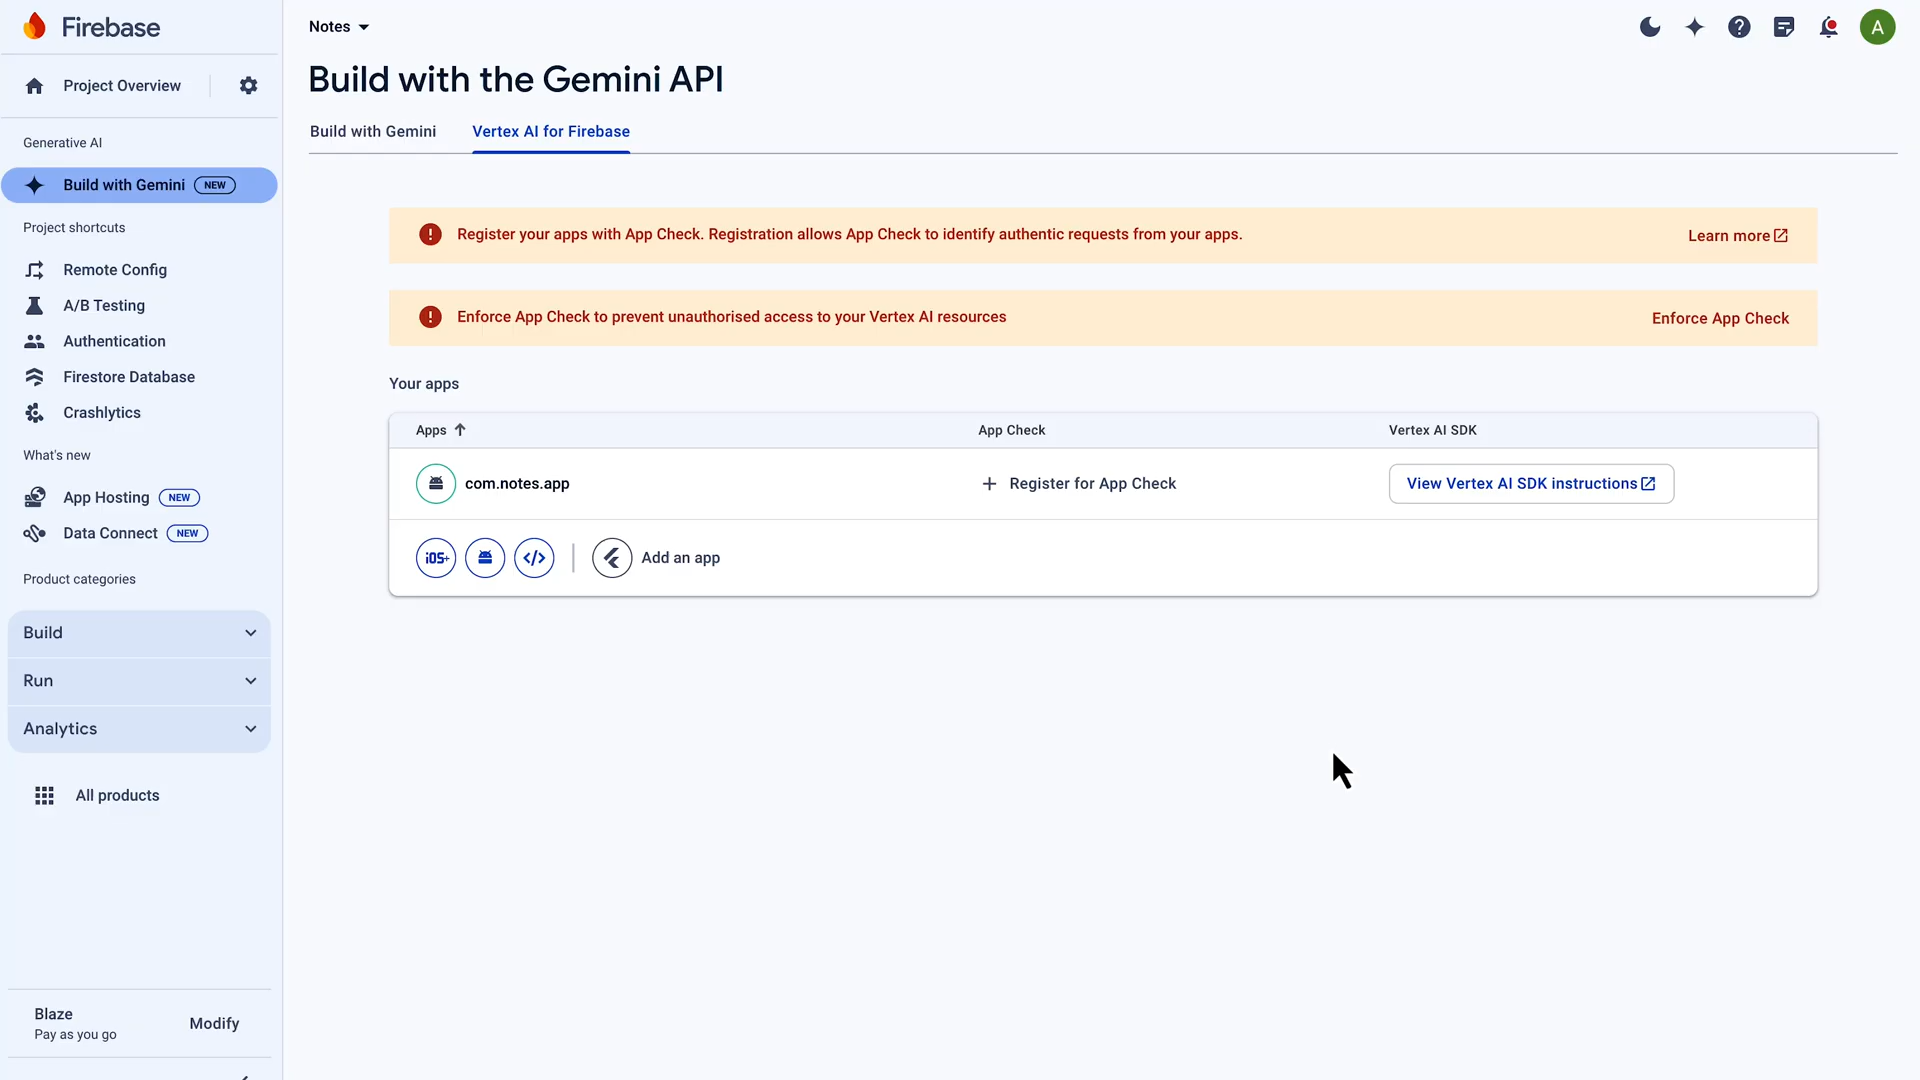 Firebase
Project Overview
Generative AI
Build with Gemini NEW
Project shortcuts
Remote Config
A/B Testing
Authentication
Firestore Database
Crashlytics
What's new
App Hosting NEW
Data Connect NEW
Product categories
Build
Run
Analytics
All products
Blaze
Pay as you go
Modify
Notes
A
Build with the Gemini API
Build with Gemini
Vertex AI for Firebase
Register your apps with App Check. Registration allows App Check to identify authentic requests from your apps.
Learn more
Enforce App Check to prevent unauthorised access to your Vertex AI resources
Enforce App Check
Your apps
Apps
App Check
Vertex AI SDK
com.notes.app
Register for App Check
View Vertex AI SDK instructions
iOS+
Add an app